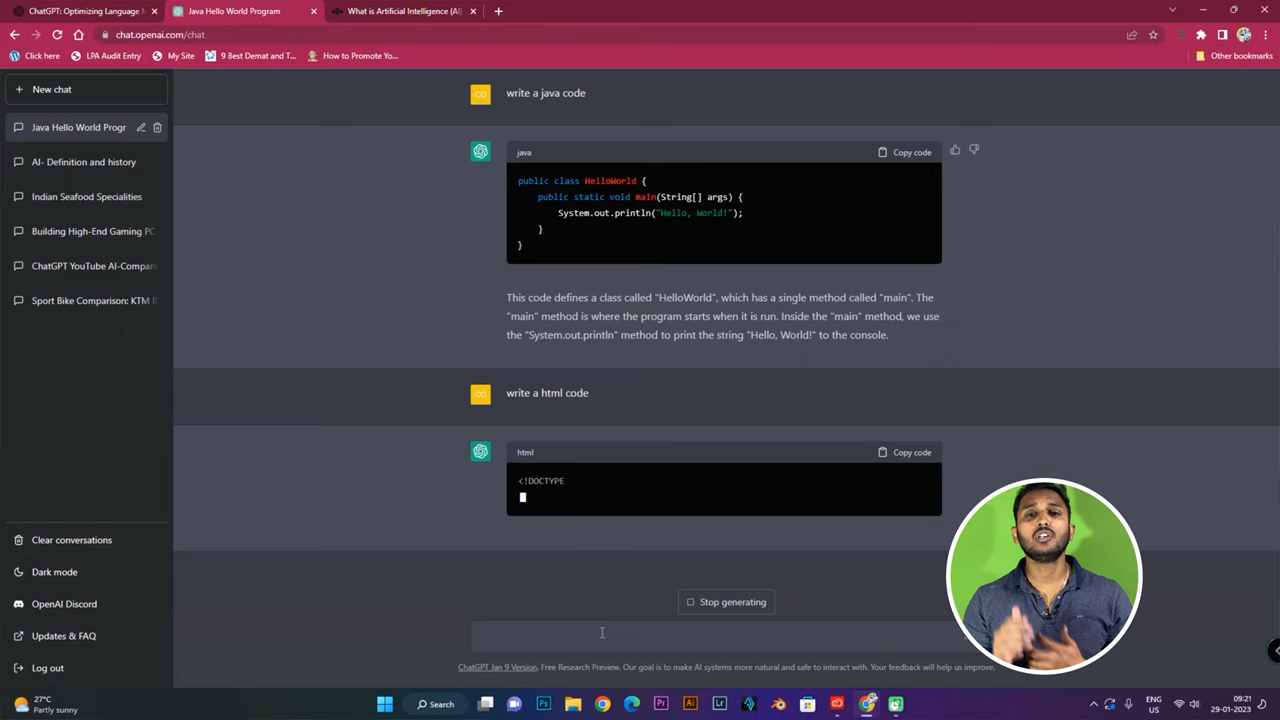 ChatGPT: Optimizing Language M
Java Hello World Program
What is Artificial Intelligence (AI)
chat.openai.com/chat
Click here
LPA Audit Entry
My Site
9 Best Demat and T...
How to Promote Yo...
Other bookmarks
New chat
Java Hello World Progr
AI- Definition and history
Indian Seafood Specialities
Building High-End Gaming PC
ChatGPT YouTube AI-Compan
Sport Bike Comparison: KTM R
Clear conversations
Dark mode
OpenAI Discord
Updates & FAQ
Log out
CO
write a java code
java
Copy code
public class HelloWorld {
public static void main(String[] args) {
System.out.println("Hello, World!");
}
}
This code defines a class called "HelloWorld", which has a single method called "main". The
"main" method is where the program starts when it is run. Inside the "main" method, we use
the "System.out.println" method to print the string "Hello, World!" to the console.
CO
write a html code
html
Copy code
<!DOCTYPE
Stop generating
ChatGPT Jan 9 Version. Free Research Preview. Our goal is to make AI systems more natural and safe to interact with. Your feedback will help us improve.
27°C
Partly sunny
Search
Ps
Pr
Ai
Lr
ENG
US
09:21
29-01-2023